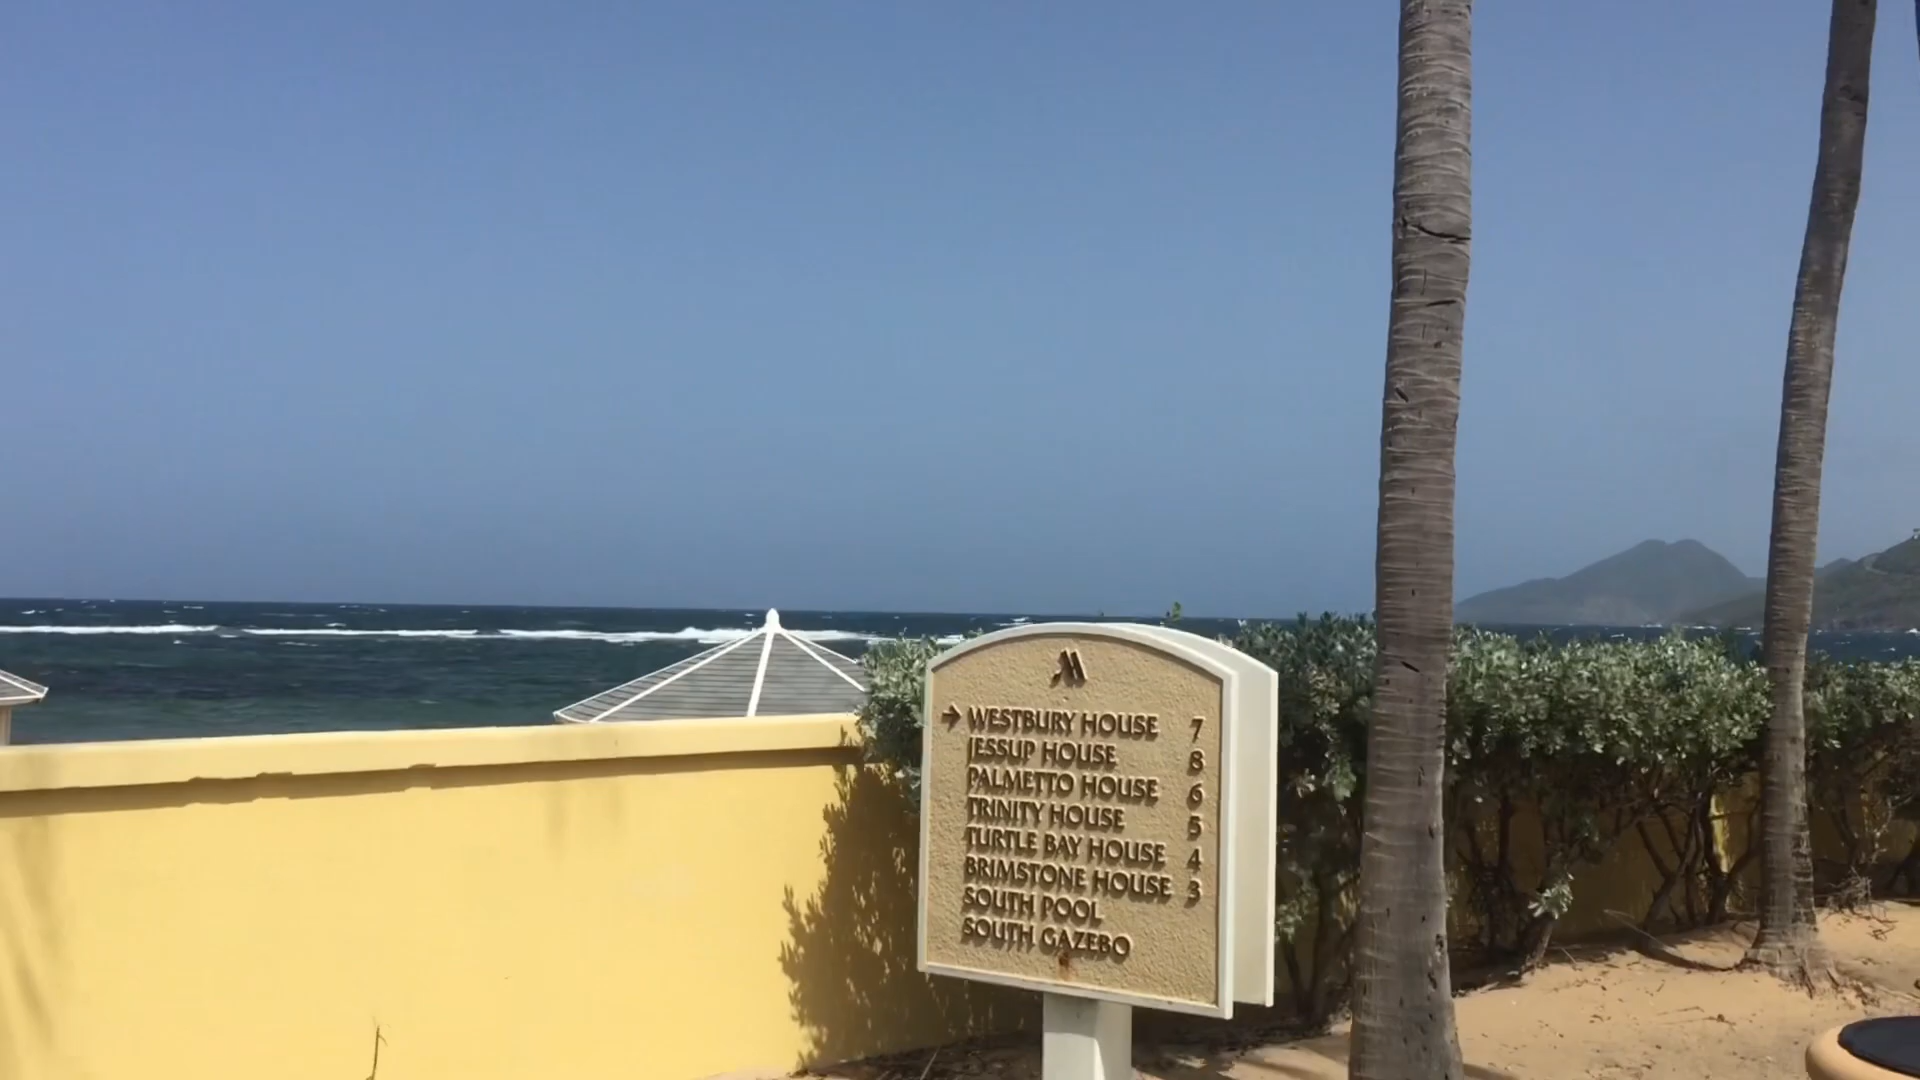 M
→ WESTBURY HOUSE 7
JESSUP HOUSE 8
PALMETTO HOUSE 6
TRINITY HOUSE 5
TURTLE BAY HOUSE 4
BRIMSTONE HOUSE 3
SOUTH POOL
SOUTH GAZEBO